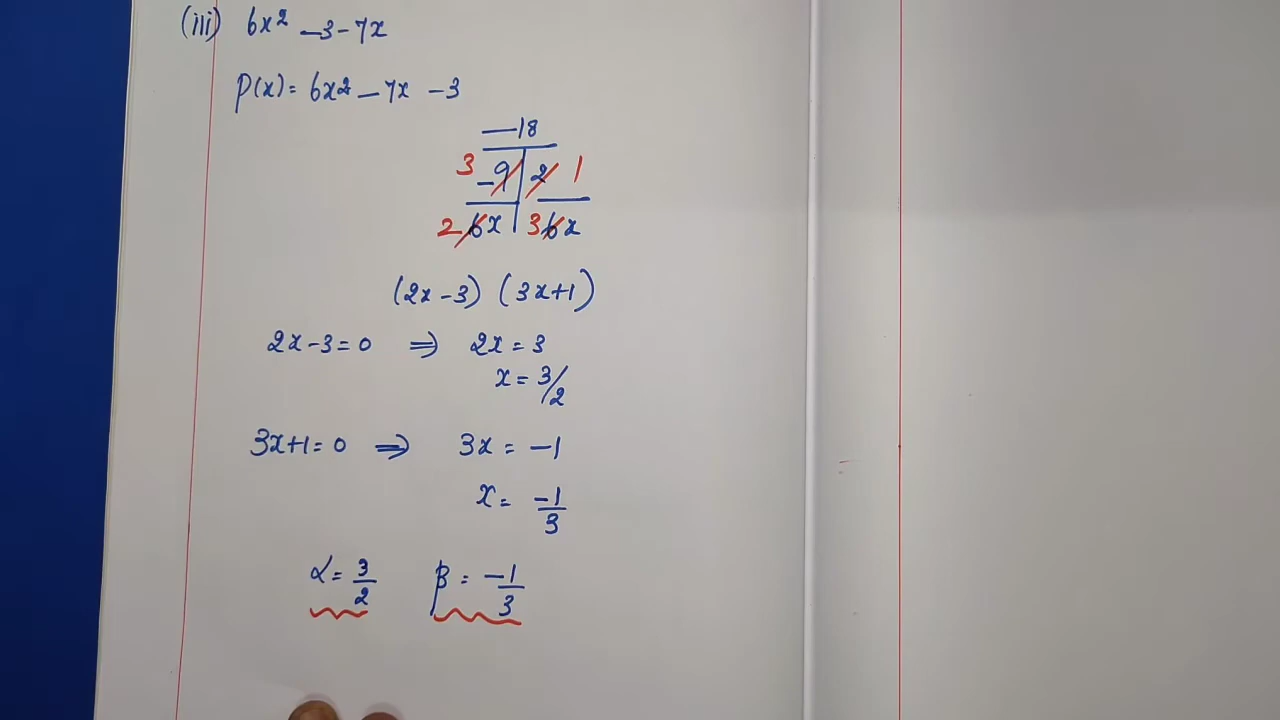 (iii) 6x² - 3 - 7x
p(x) = 6x² - 7x - 3
-18
3 -9 2 1
2 6x 3 6x
(2x - 3) (3x+1)
2x - 3 = 0 ⇒ 2x = 3
x = 3/2
3x+1 = 0 ⇒ 3x = -1
x = -1/3
α = 3/2 β = -1/3